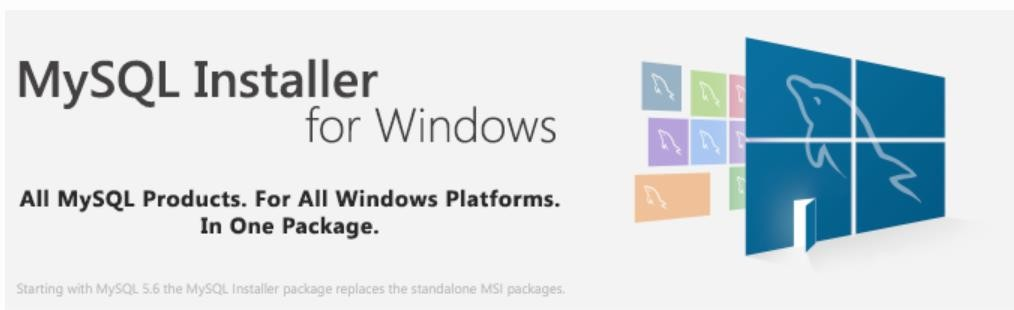 MySQL Installer
for Windows
All MySQL Products. For All Windows Platforms.
In One Package.
Starting with MySQL 5.6 the MySQL Installer package replaces the standalone MSI packages.